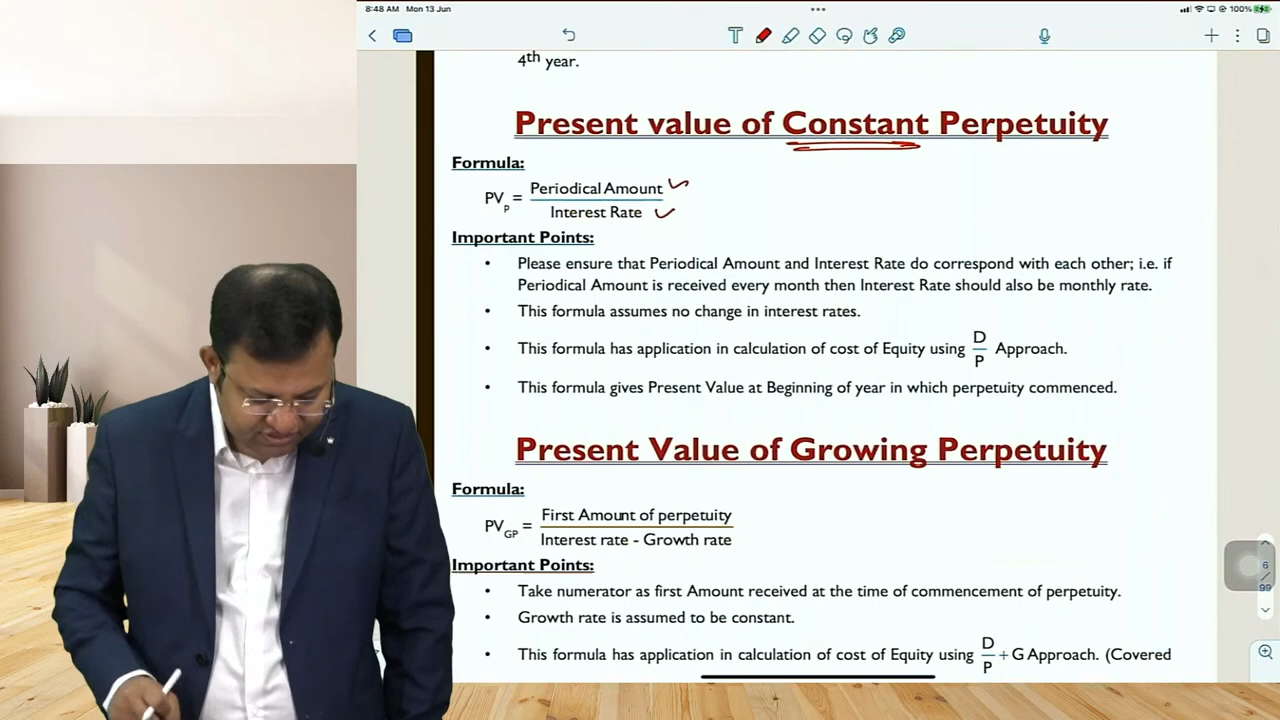 8:48 AM Mon 13 Jun
100%
4th year.
Present value of Constant Perpetuity
Formula:
PVP = Periodical Amount
Interest Rate
Important Points:
• Please ensure that Periodical Amount and Interest Rate do correspond with each other; i.e. if
Periodical Amount is received every month then Interest Rate should also be monthly rate.
• This formula assumes no change in interest rates.
• This formula has application in calculation of cost of Equity using D/P Approach.
• This formula gives Present Value at Beginning of year in which perpetuity commenced.
Present Value of Growing Perpetuity
Formula:
PVGP = First Amount of perpetuity
Interest rate - Growth rate
Important Points:
• Take numerator as first Amount received at the time of commencement of perpetuity.
• Growth rate is assumed to be constant.
• This formula has application in calculation of cost of Equity using D/P + G Approach. (Covered
6
/
99